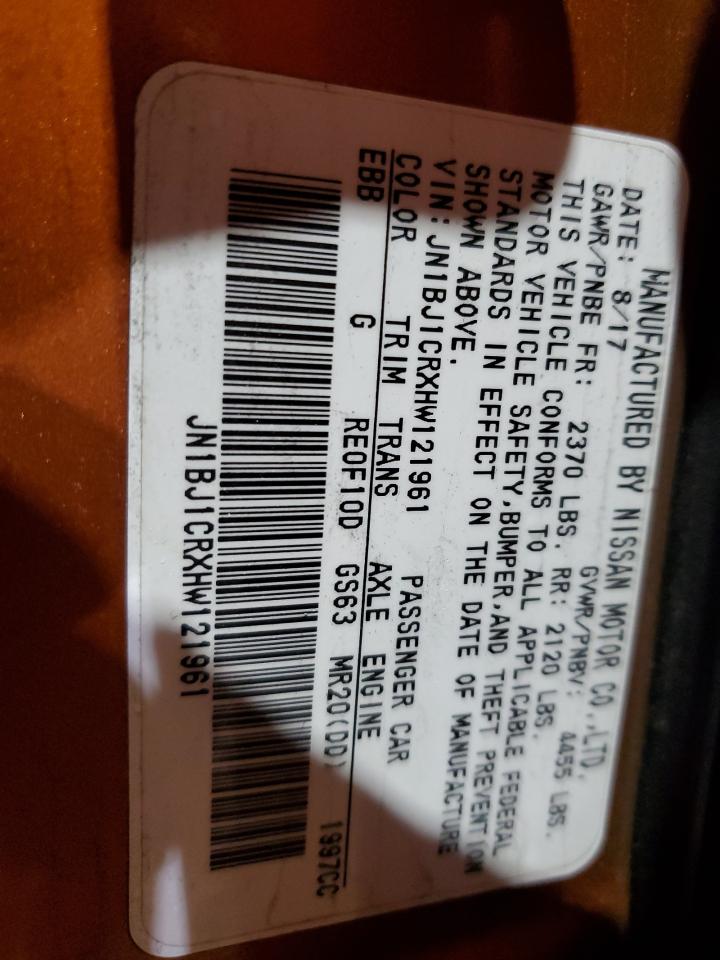 MANUFACTURED BY NISSAN MOTOR CO.,LTD.
DATE: 8/17 GVWR/PNBV: 4455 LBS.
GAWR/PNBE FR: 2370 LBS. RR: 2120 LBS.
THIS VEHICLE CONFORMS TO ALL APPLICABLE FEDERAL
MOTOR VEHICLE SAFETY,BUMPER,AND THEFT PREVENTION
STANDARDS IN EFFECT ON THE DATE OF MANUFACTURE
SHOWN ABOVE.
VIN:JN1BJ1CRXHW121961 PASSENGER CAR
COLOR TRIM TRANS AXLE ENGINE
EBB G RE0F10D GS63 MR20(DD) 1997CC
JN1BJ1CRXHW121961